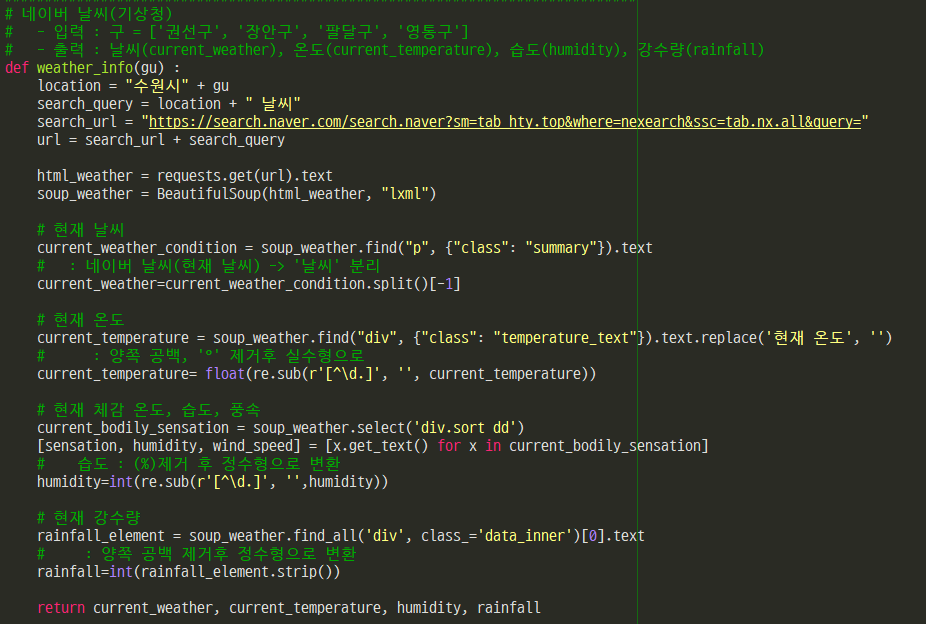 # 네이버 날씨(기상청)
#   - 입력 : 구 = ['권선구', '장안구', '팔달구', '영통구']
#   - 출력 : 날씨(current_weather), 온도(current_temperature), 습도(humidity), 강수량(rainfall)
def weather_info(gu) :
    location = "수원시" + gu
    search_query = location + " 날씨"
    search_url = "https://search.naver.com/search.naver?sm=tab_hty.top&where=nexearch&ssc=tab.nx.all&query="
    url = search_url + search_query

    html_weather = requests.get(url).text
    soup_weather = BeautifulSoup(html_weather, "lxml")

    # 현재 날씨
    current_weather_condition = soup_weather.find("p", {"class": "summary"}).text
    #   : 네이버 날씨(현재 날씨) -> '날씨' 분리
    current_weather=current_weather_condition.split()[-1]

    # 현재 온도
    current_temperature = soup_weather.find("div", {"class": "temperature_text"}).text.replace('현재 온도', '')
    #      : 양쪽 공백, '°' 제거후 실수형으로
    current_temperature= float(re.sub(r'[^\d.]', '', current_temperature))

    # 현재 체감 온도, 습도, 풍속
    current_bodily_sensation = soup_weather.select('div.sort dd')
    [sensation, humidity, wind_speed] = [x.get_text() for x in current_bodily_sensation]
    #    습도 : (%)제거 후 정수형으로 변환
    humidity=int(re.sub(r'[^\d.]', '',humidity))

    # 현재 강수량
    rainfall_element = soup_weather.find_all('div', class_='data_inner')[0].text
    #     : 양쪽 공백 제거후 정수형으로 변환
    rainfall=int(rainfall_element.strip())

    return current_weather, current_temperature, humidity, rainfall